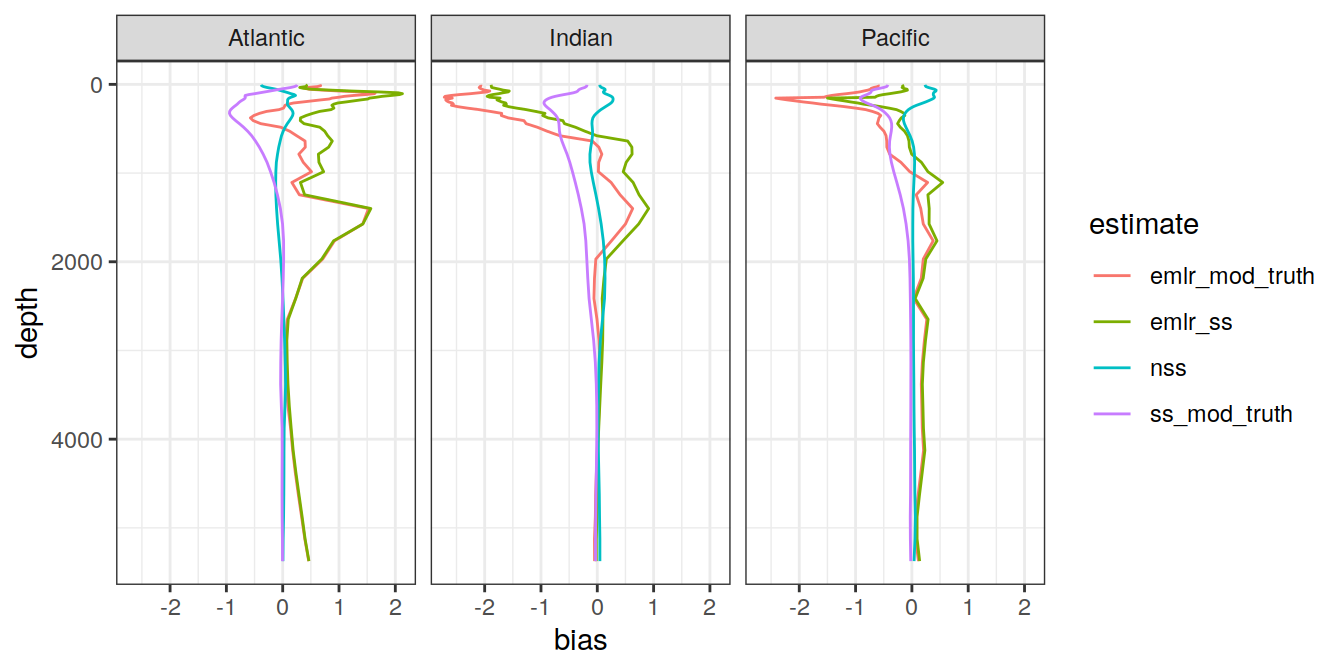 Atlantic Indian Pacific
0
2000
4000
depth
-2 -1 0 1 2 -2 -1 0 1 2 -2 -1 0 1 2
bias
estimate
emlr_mod_truth
emlr_ss
nss
ss_mod_truth